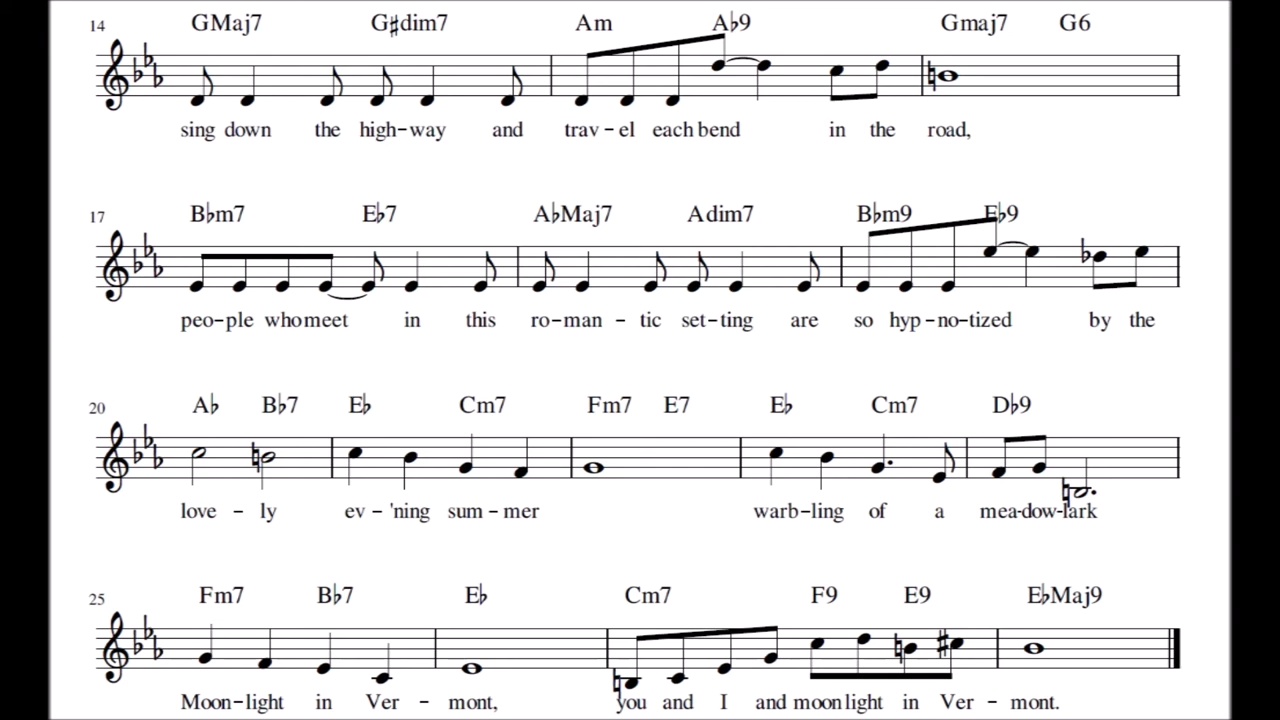 14 GMaj7 G♯dim7 Am A♭9 Gmaj7 G6
sing down the high-way and trav-el each bend in the road,
17 B♭m7 E♭7 A♭Maj7 Adim7 B♭m9 E♭9
peo-ple who meet in this ro-man-tic set-ting are so hyp-no-tized by the
20 A♭ B♭7 E♭ Cm7 Fm7 E7 E♭ Cm7 D♭9
love-ly ev-'ning sum-mer warb-ling of a mea-dow-lark
25 Fm7 B♭7 E♭ Cm7 F9 E9 E♭Maj9
Moon-light in Ver-mont, you and I and moon light in Ver-mont.